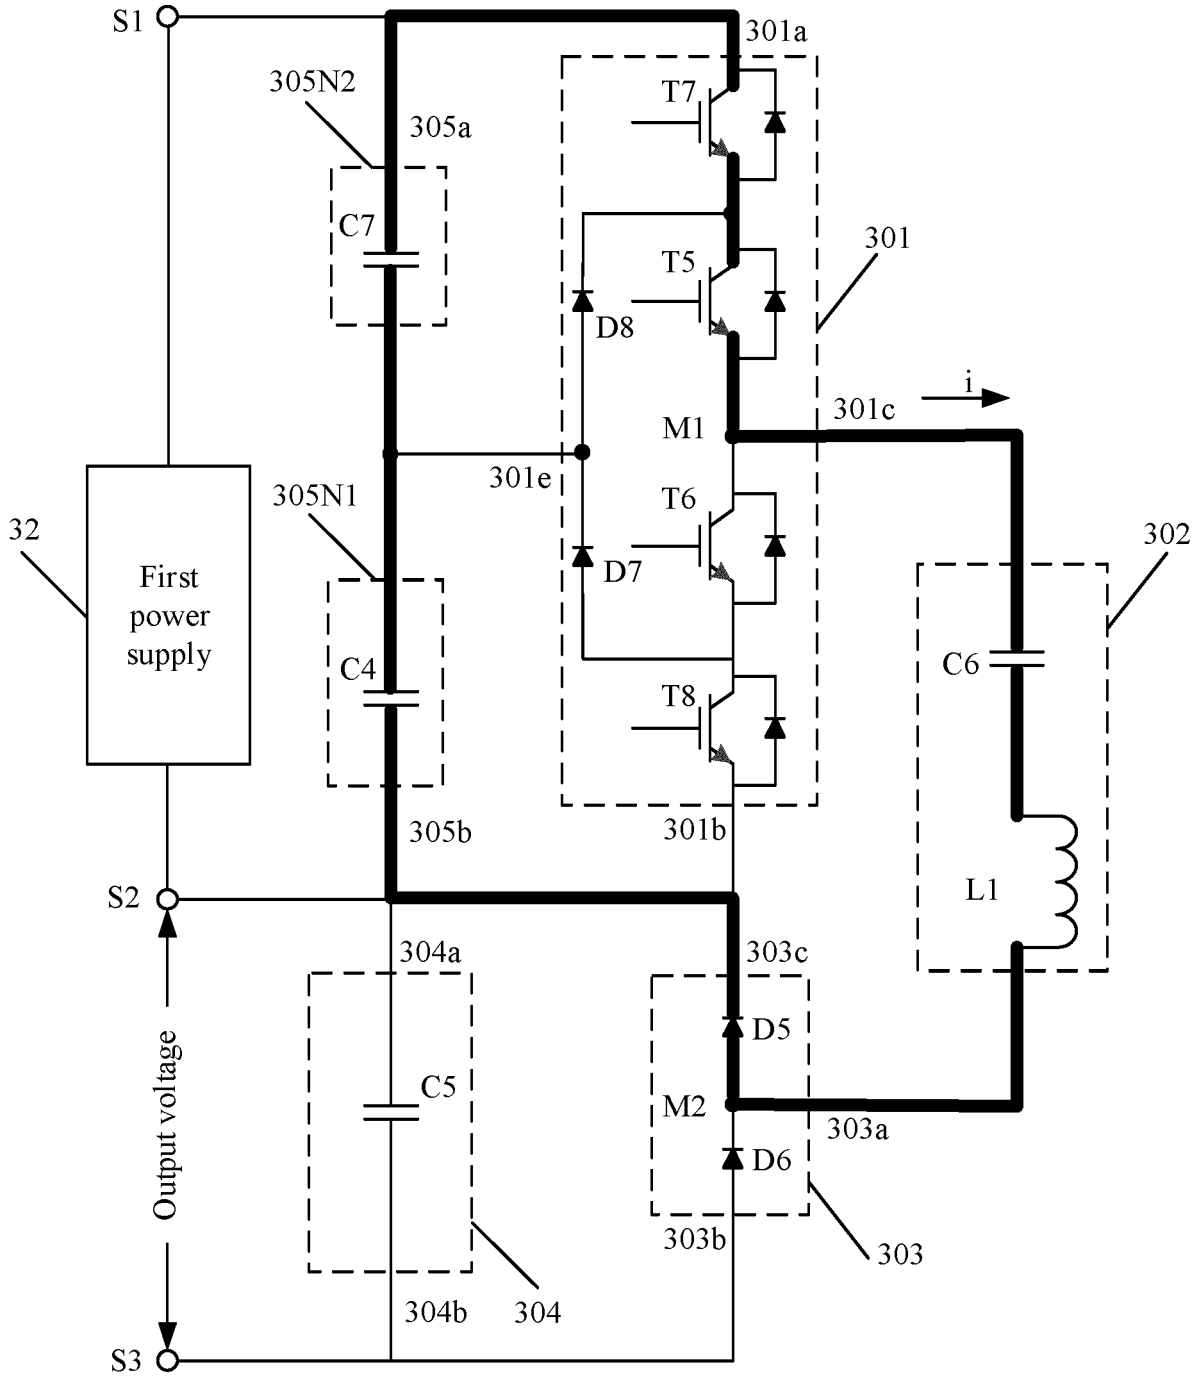 S1
301a
305N2
T7
305a
C7
T5
301
D8
i
301c
M1
301e
305N1
T6
32
302
First
power
supply
D7
C4
C6
T8
305b
301b
L1
S2
304a
303c
D5
C5
M2
303a
Output voltage
D6
303b
303
304b
304
S3